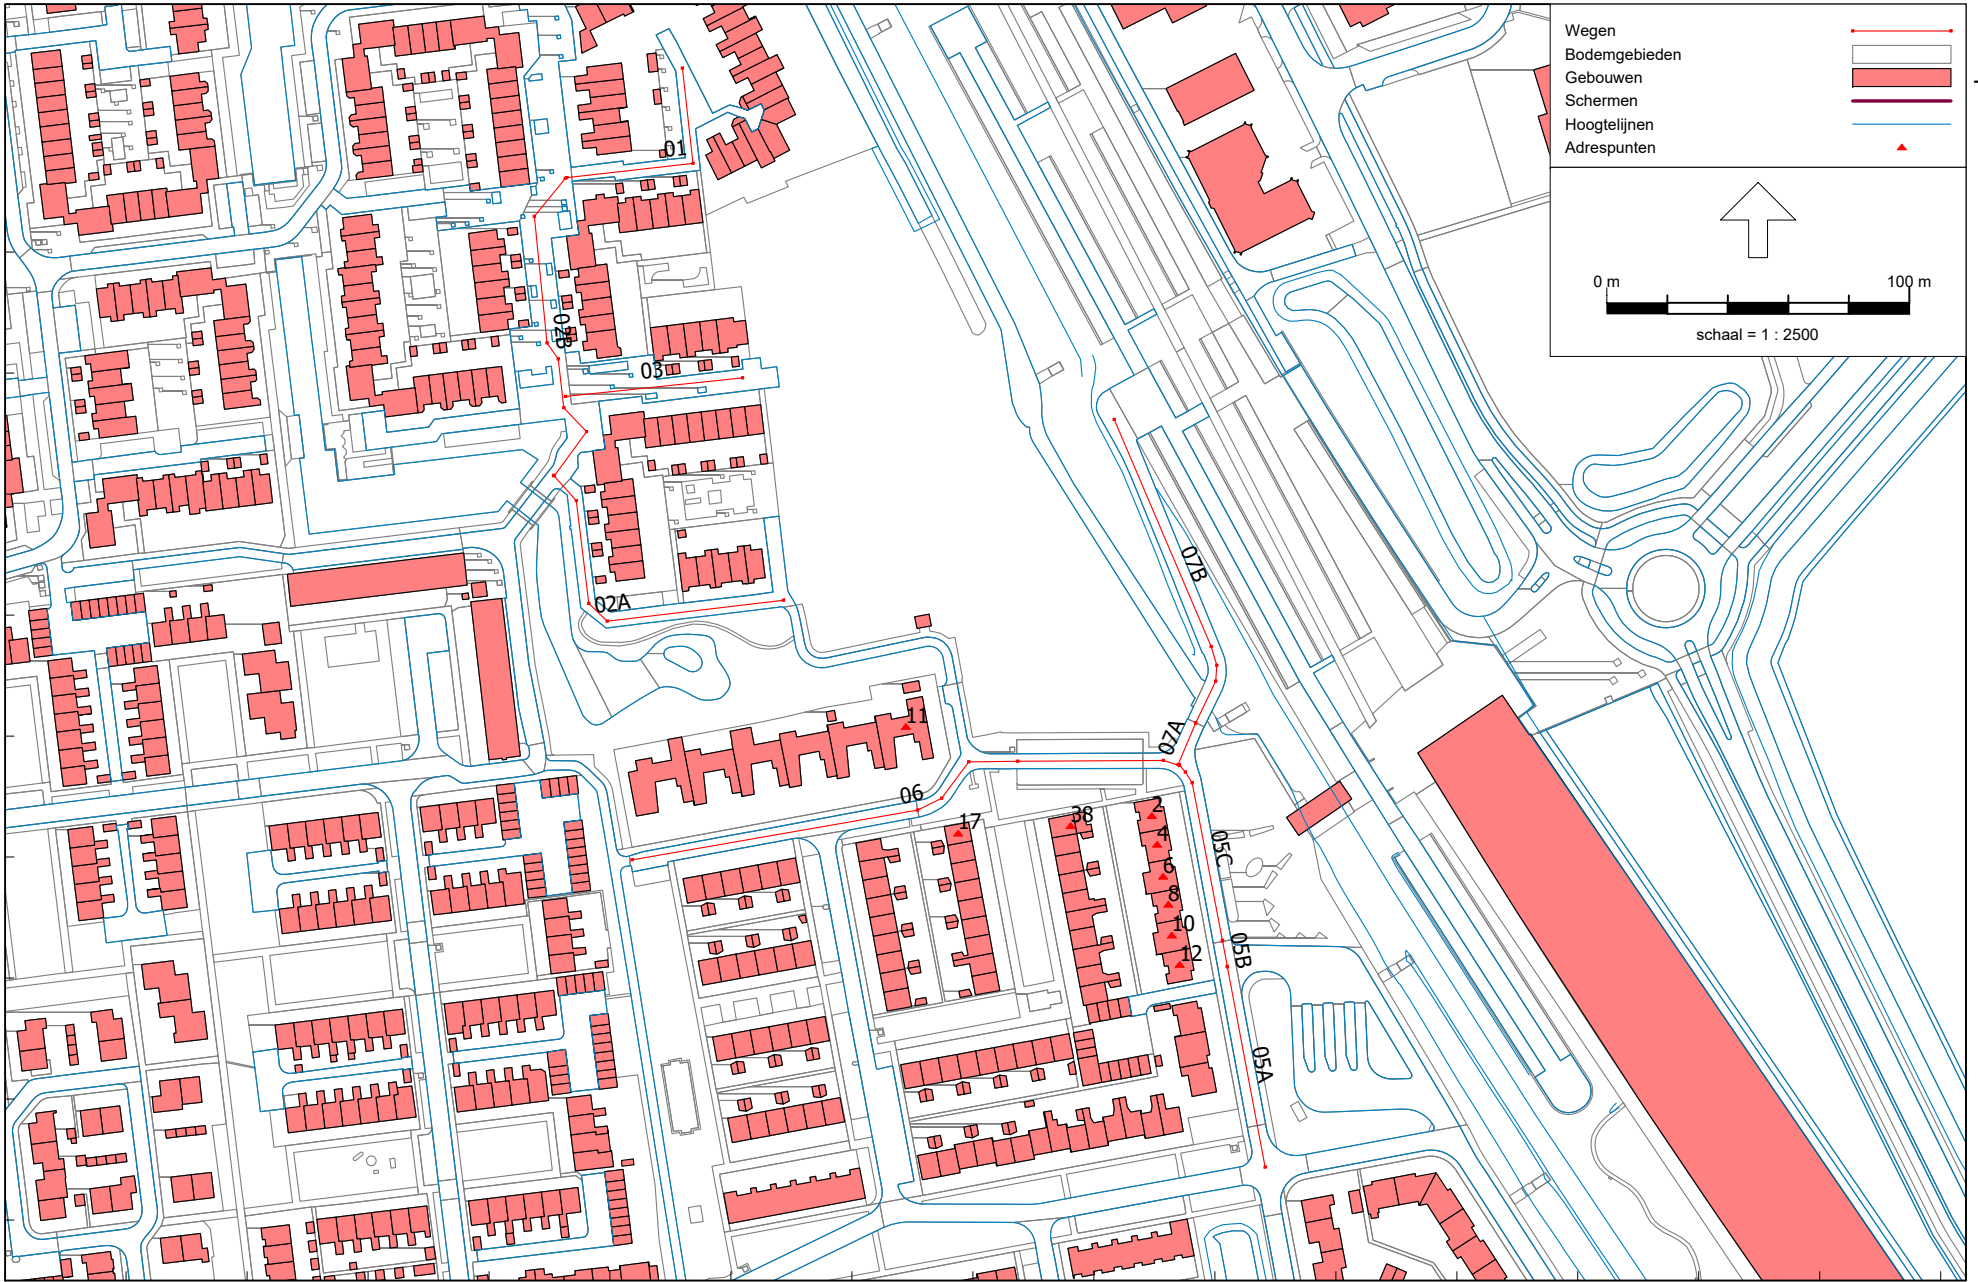 Wegen
Bodemgebieden
Gebouwen
Schermen
Hoogtelijnen
Adrespunten
0 m 100 m
schaal = 1 : 2500
01
02B
03
07B
02A
11
07A
06
2
17
38
4
05C
6
8
10
05B
12
05A